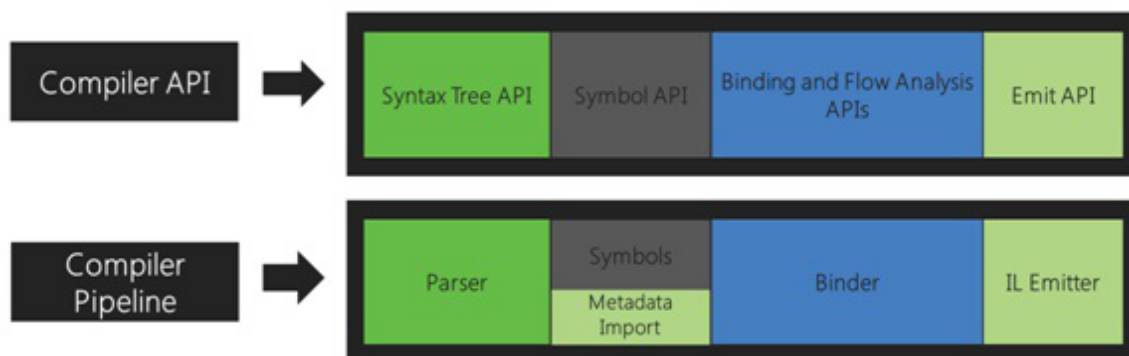 Compiler API
Syntax Tree API
Symbol API
Binding and Flow Analysis
APIs
Emit API
Compiler
Pipeline
Parser
Symbols
Metadata
Import
Binder
IL Emitter